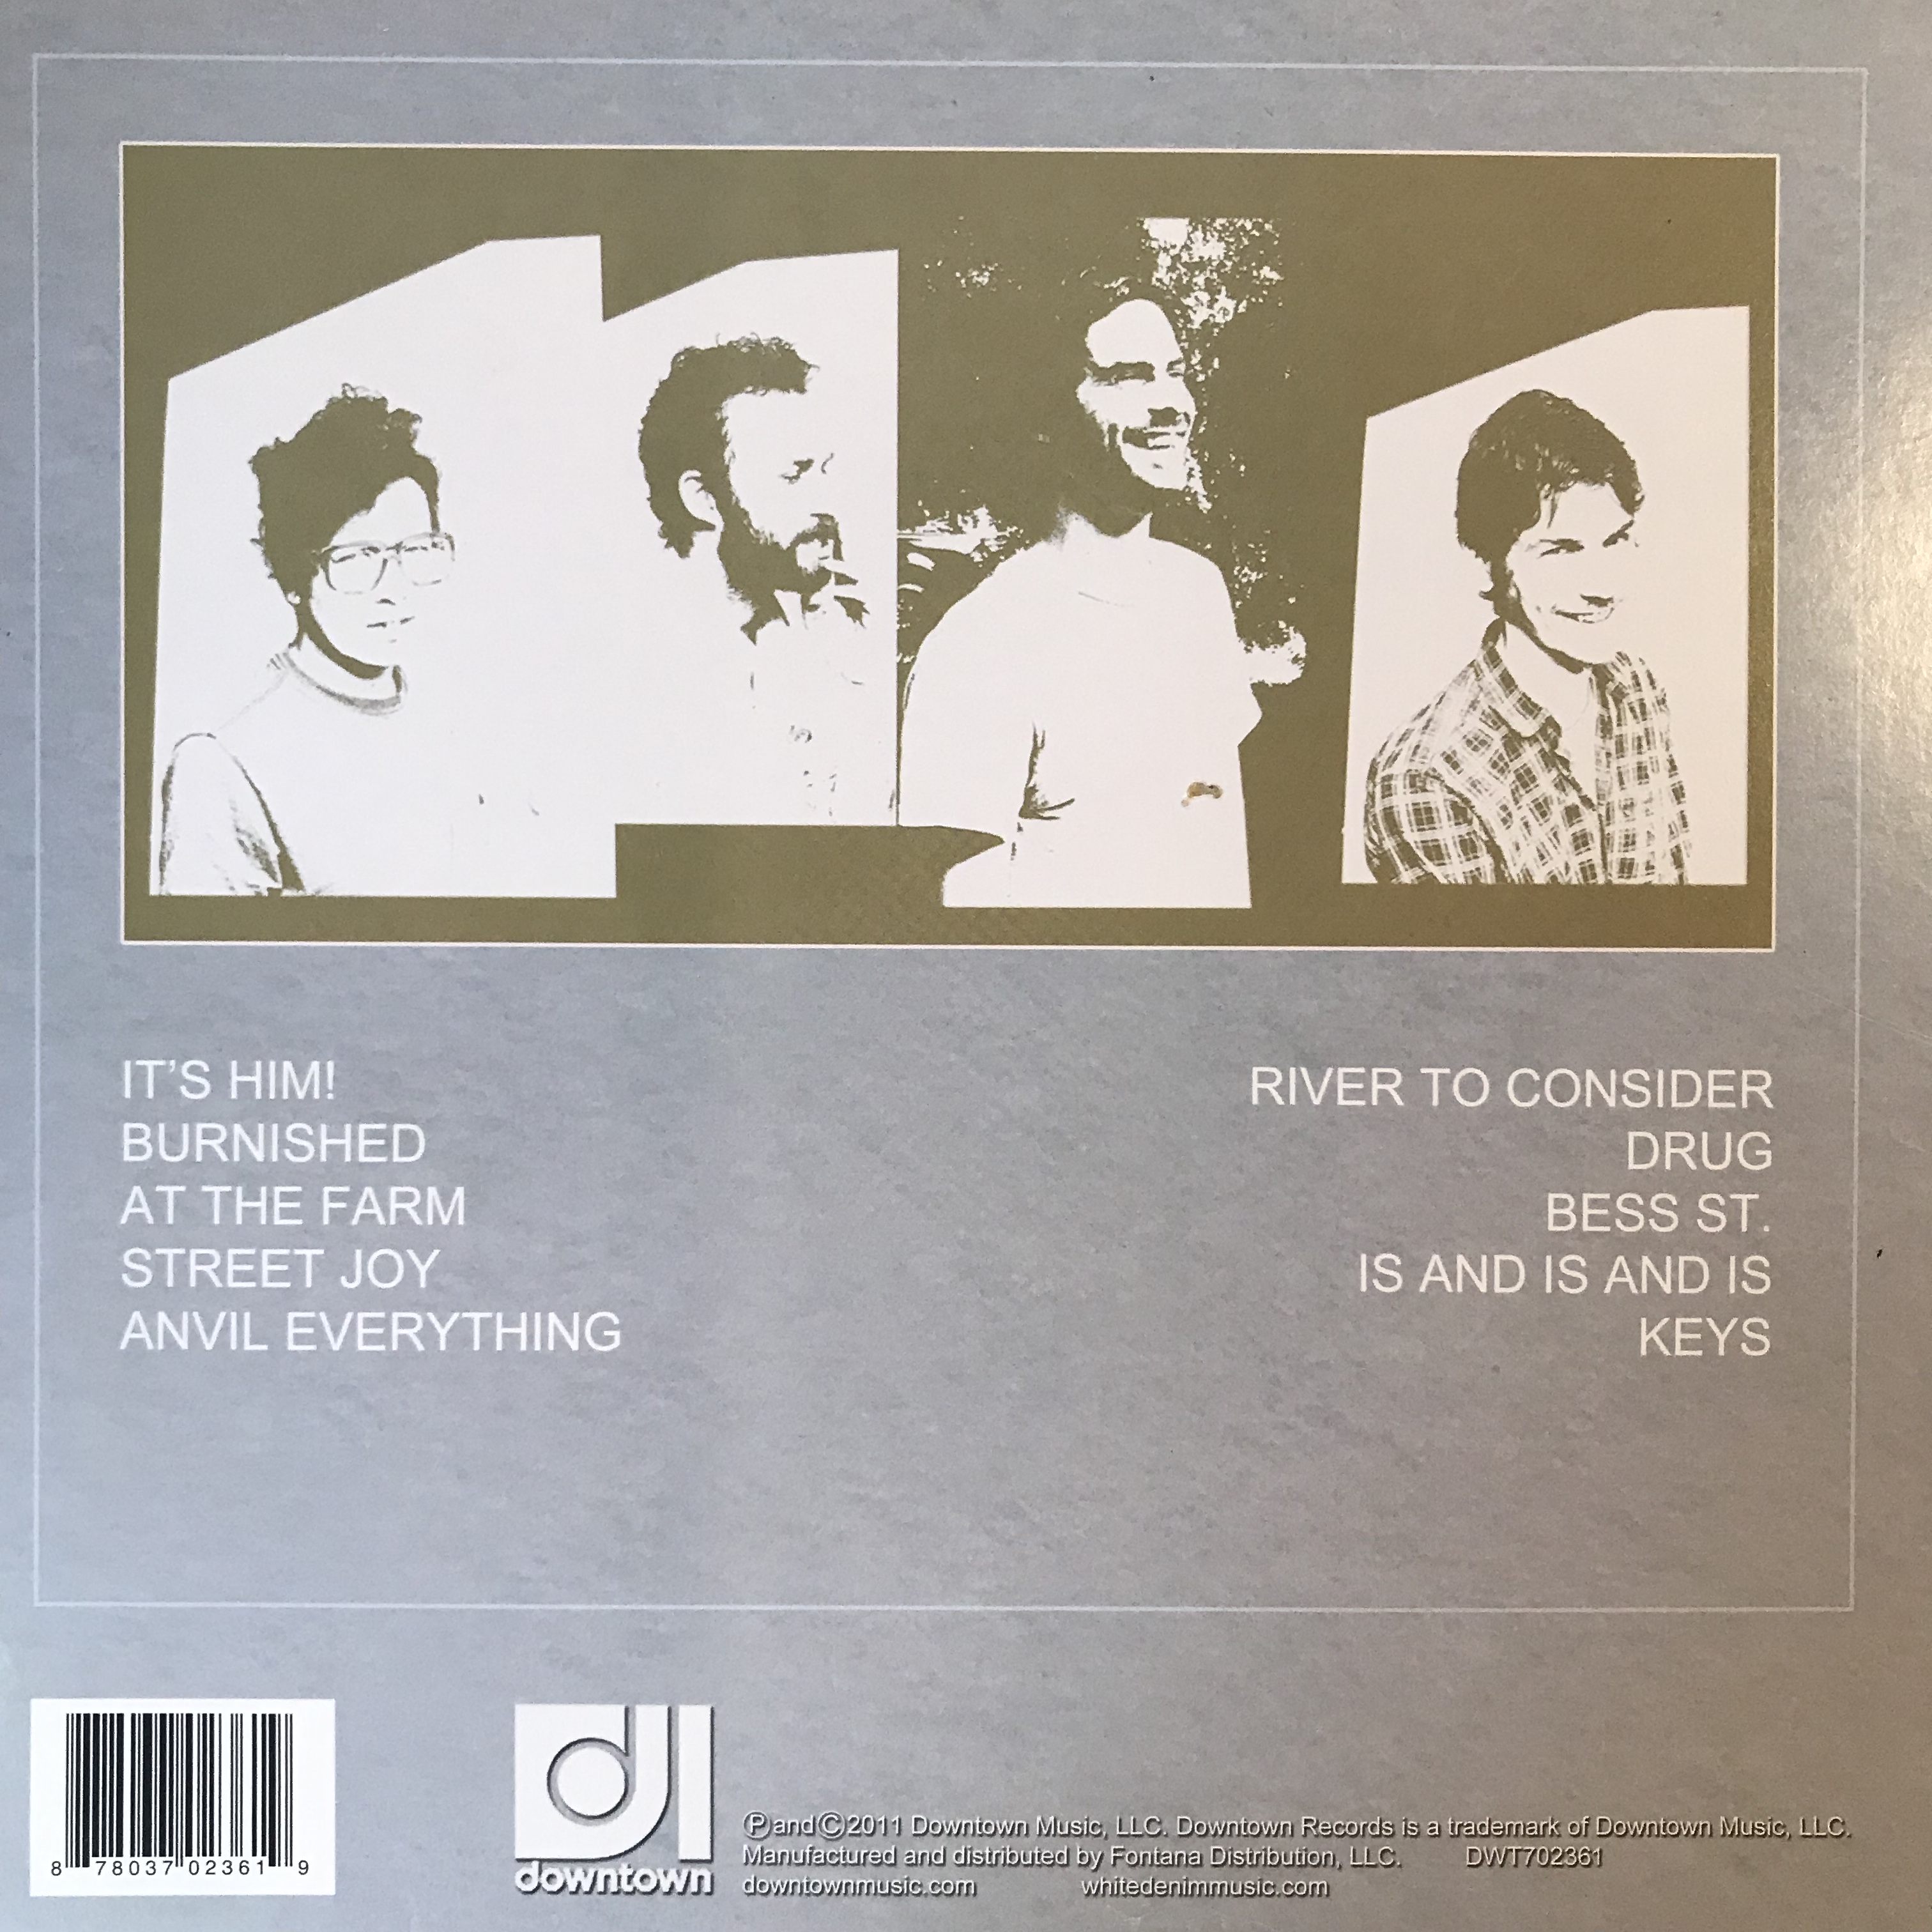 IT'S HIM!
BURNISHED
AT THE FARM
STREET JOY
ANVIL EVERYTHING
RIVER TO CONSIDER
DRUG
BESS ST.
IS AND IS AND IS
KEYS
8 78037 02361 9
dl
downtown
Ⓟand©2011 Downtown Music, LLC. Downtown Records is a trademark of Downtown Music, LLC.
Manufactured and distributed by Fontana Distribution, LLC. DWT702361
downtownmusic.com whitedenimmusic.com